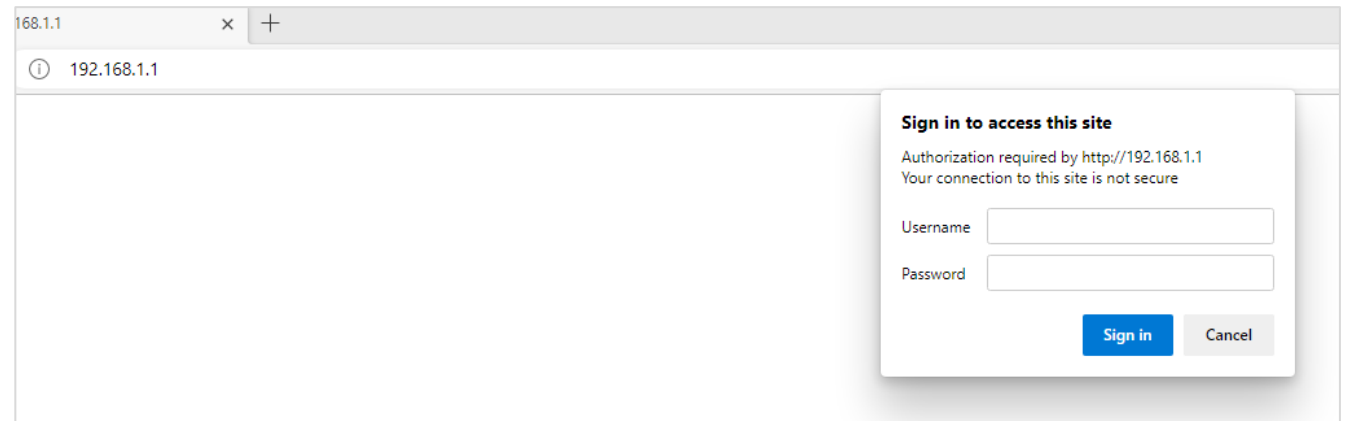 168.1.1
192.168.1.1
Sign in to access this site
Authorization required by http://192.168.1.1
Your connection to this site is not secure
Username
Password
Sign in Cancel